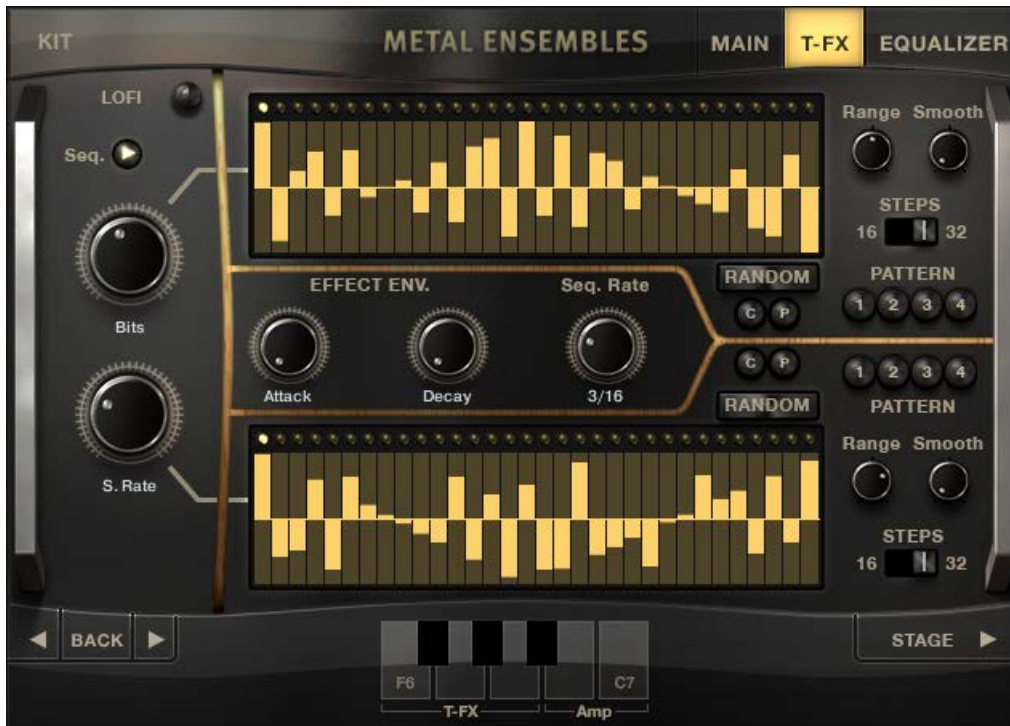 KIT
METAL ENSEMBLES
MAIN
T-FX
EQUALIZER
LOFI
Seq.
Bits
S. Rate
Range Smooth
STEPS
16 32
RANDOM
C P
PATTERN
1 2 3 4
EFFECT ENV.
Seq. Rate
Attack
Decay
3/16
C P
RANDOM
1 2 3 4
PATTERN
Range Smooth
STEPS
16 32
BACK
F6
C7
T-FX
Amp
STAGE